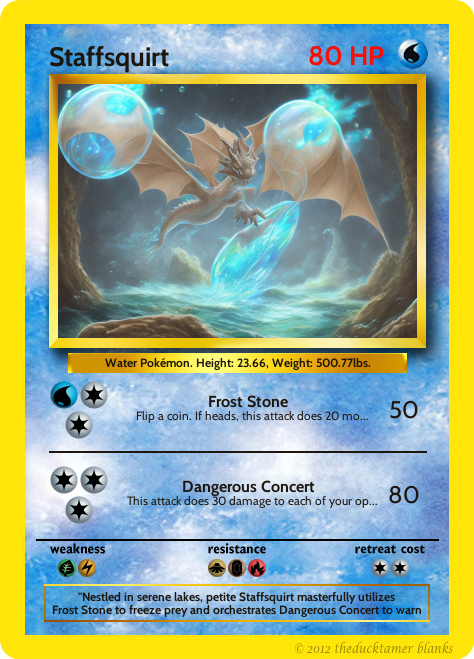 Staffsquirt
80 HP
Water Pokémon. Height: 23.66, Weight: 500.77lbs.
Frost Stone
Flip a coin. If heads, this attack does 20 mo...
50
Dangerous Concert
This attack does 30 damage to each of your op...
80
weakness
resistance
retreat cost
"Nestled in serene lakes, petite Staffsquirt masterfully utilizes
Frost Stone to freeze prey and orchestrates Dangerous Concert to warn
© 2012 theducktamer blanks